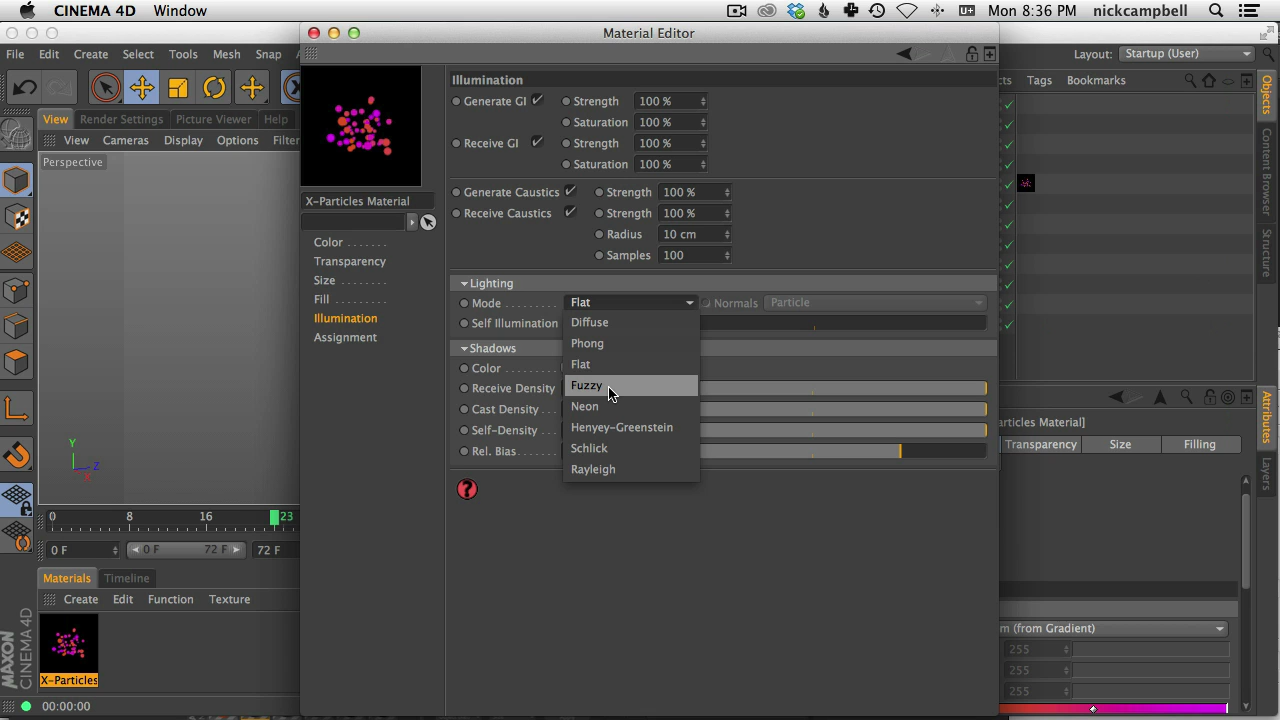 CINEMA 4D Window Mon 8:36 PM nickcampbell
Material Editor
File Edit Create Select Tools Mesh Snap
Layout: Startup (User)
View Render Settings Picture Viewer Help
View Cameras Display Options Filter
Perspective
X-Particles Material
Color
Transparency
Size
Fill
Illumination
Assignment
Illumination
Generate GI Strength 100 %
Saturation 100 %
Receive GI Strength 100 %
Saturation 100 %
Generate Caustics Strength 100 %
Receive Caustics Strength 100 %
Radius 10 cm
Samples 100
Lighting
Mode Flat Normals Particle
Self Illumination
Shadows
Color
Receive Density
Cast Density
Self-Density
Rel. Bias
Diffuse
Phong
Flat
Fuzzy
Neon
Henyey-Greenstein
Schlick
Rayleigh
?
cts Tags Bookmarks
Objects
Content Browser
Structure
Attributes
Layers
articles Material]
Transparency Size Filling
m (from Gradient)
255
255
255
Y
Z
X
0 8 16 23
0 F 0 F 72 F 72 F
Materials Timeline
Create Edit Function Texture
X-Particles
MAXON
CINEMA 4D
00:00:00